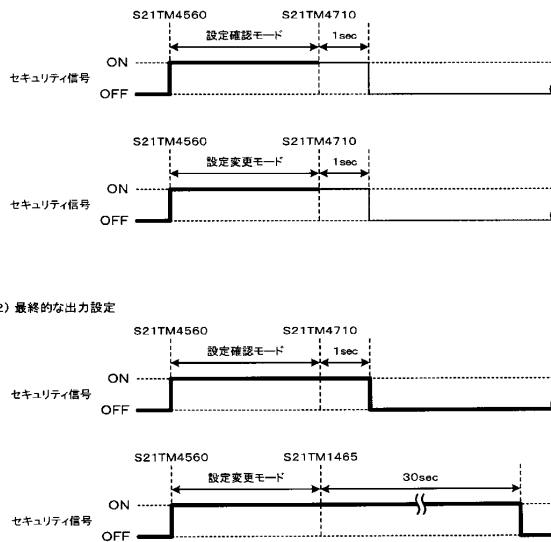 S21TM4560 S21TM4710
設定確認モード 1sec
ON
セキュリティ信号
OFF
S21TM4560 S21TM4710
設定変更モード 1sec
ON
セキュリティ信号
OFF
2) 最終的な出力設定
S21TM4560 S21TM4710
設定確認モード 1sec
ON
セキュリティ信号
OFF
S21TM4560 S21TM1465
設定変更モード 30sec
ON
セキュリティ信号
OFF